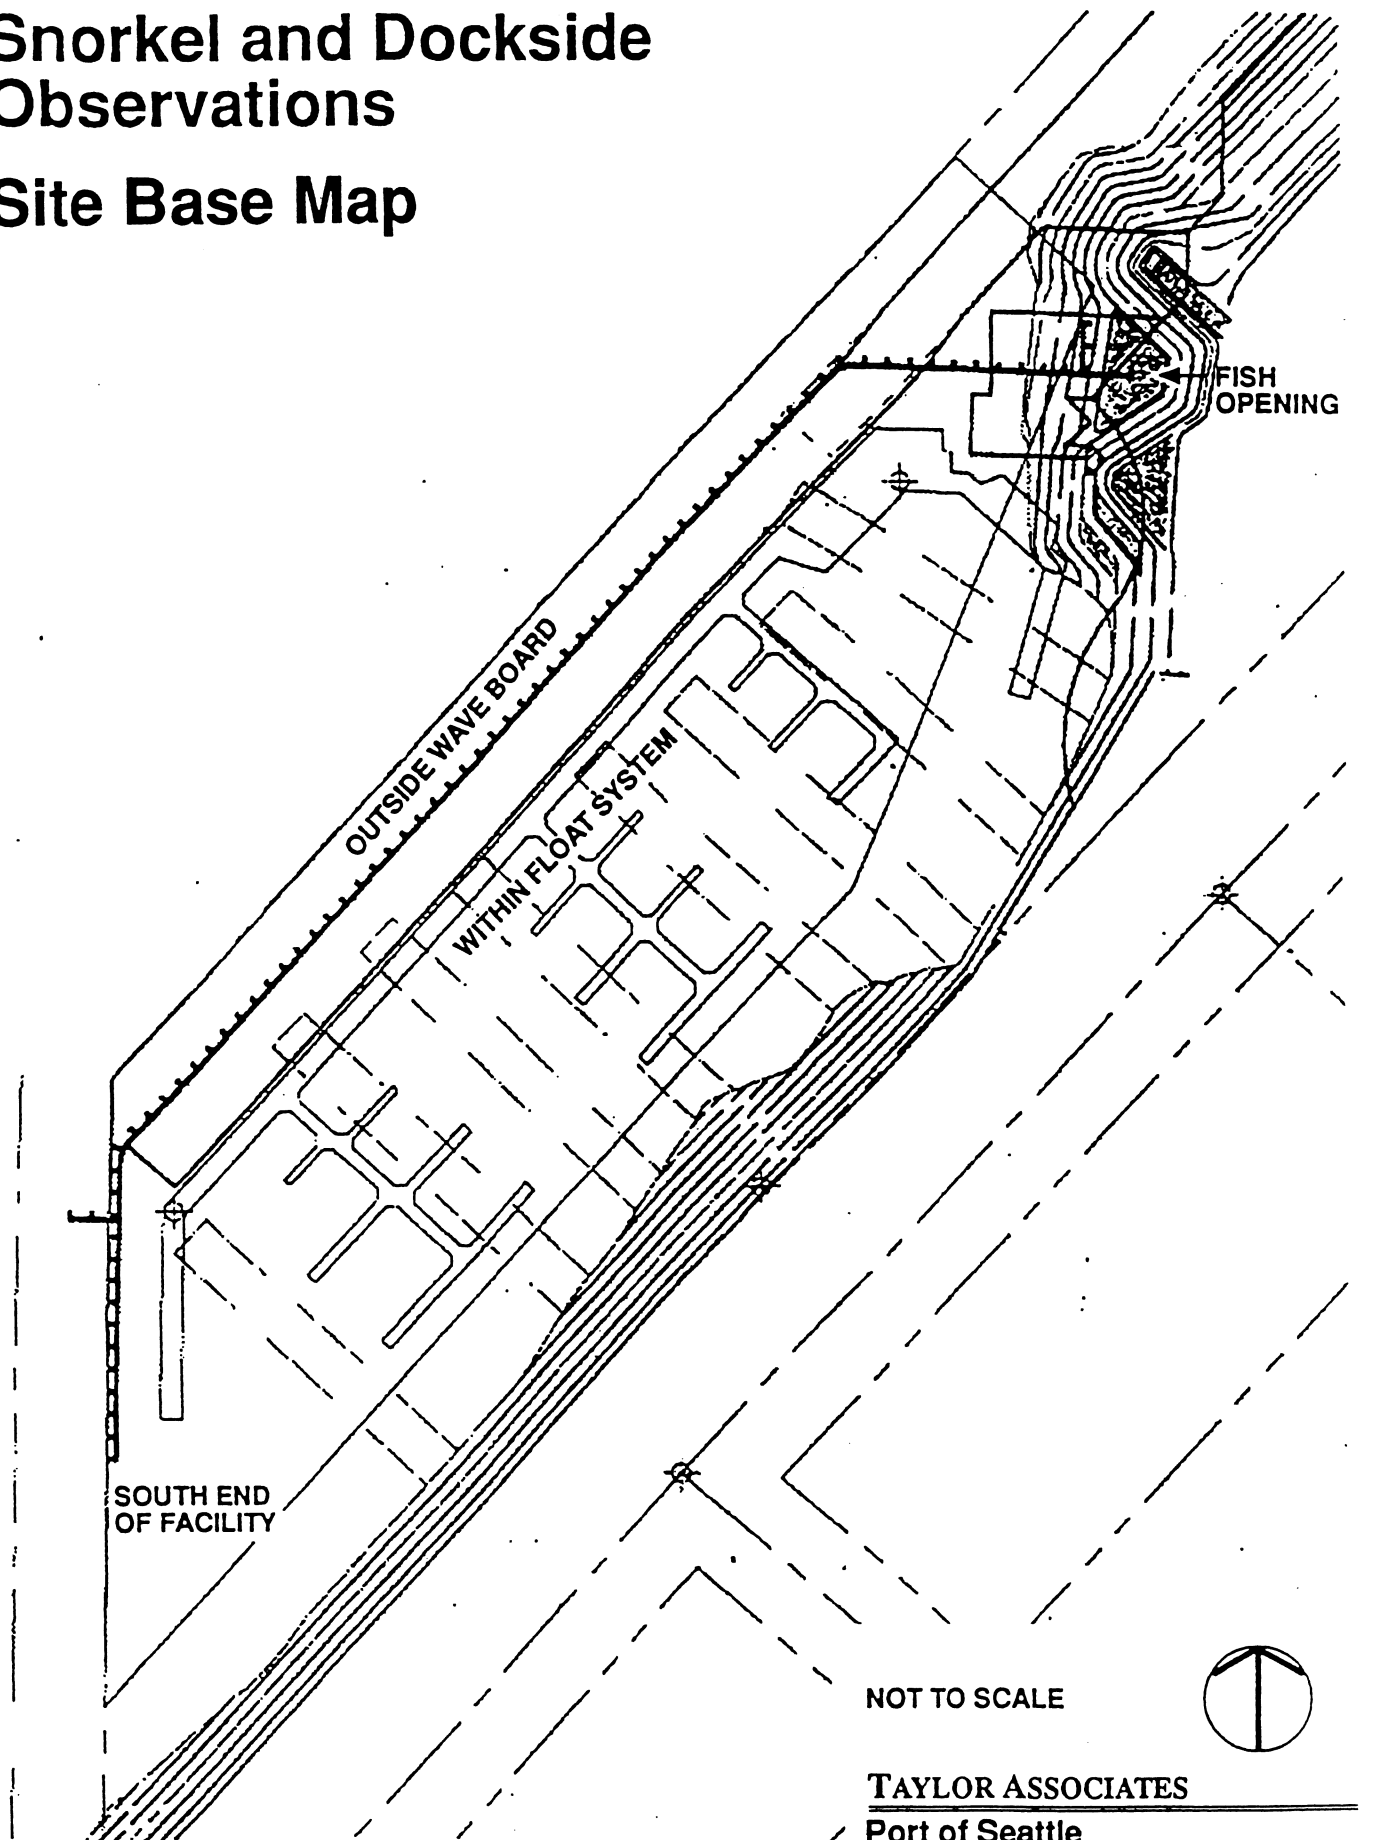 Snorkel and Dockside
Observations
Site Base Map
FISH
OPENING
OUTSIDE WAVE BOARD
WITHIN FLOAT SYSTEM
SOUTH END
OF FACILITY
NOT TO SCALE
TAYLOR ASSOCIATES
Port of Seattle